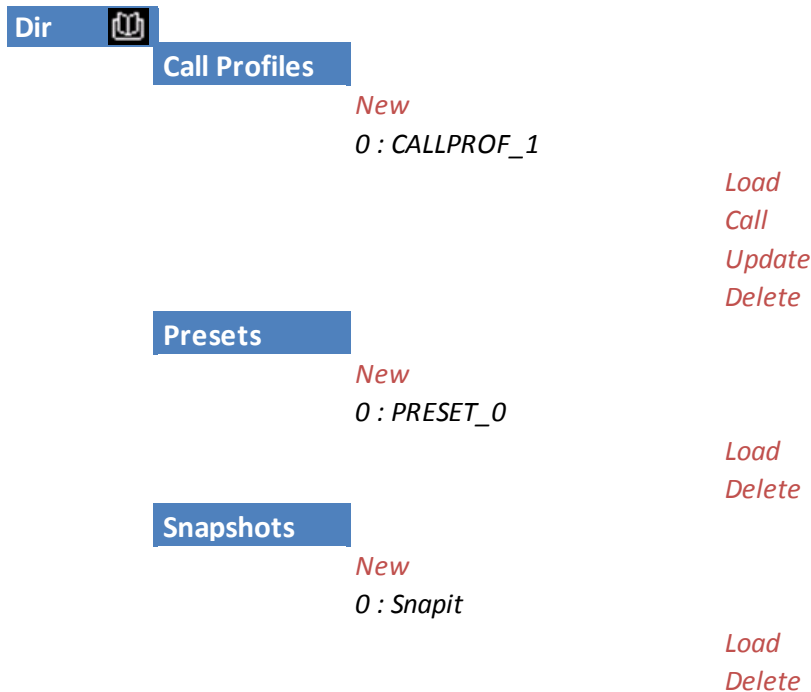 Dir
Call Profiles
New
0 : CALLPROF_1
Load
Call
Update
Delete
Presets
New
0 : PRESET_0
Load
Delete
Snapshots
New
0 : Snapit
Load
Delete